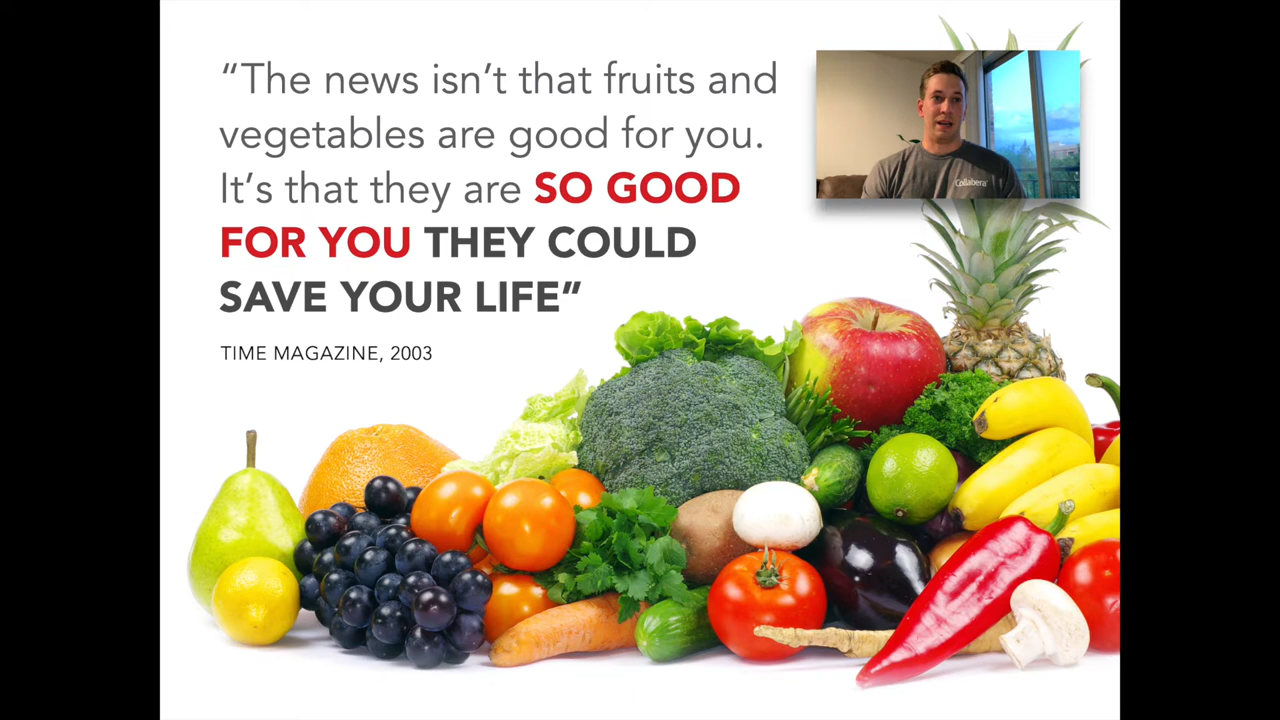 “The news isn’t that fruits and
vegetables are good for you.
It’s that they are SO GOOD
FOR YOU THEY COULD
SAVE YOUR LIFE”
TIME MAGAZINE, 2003
Collabera